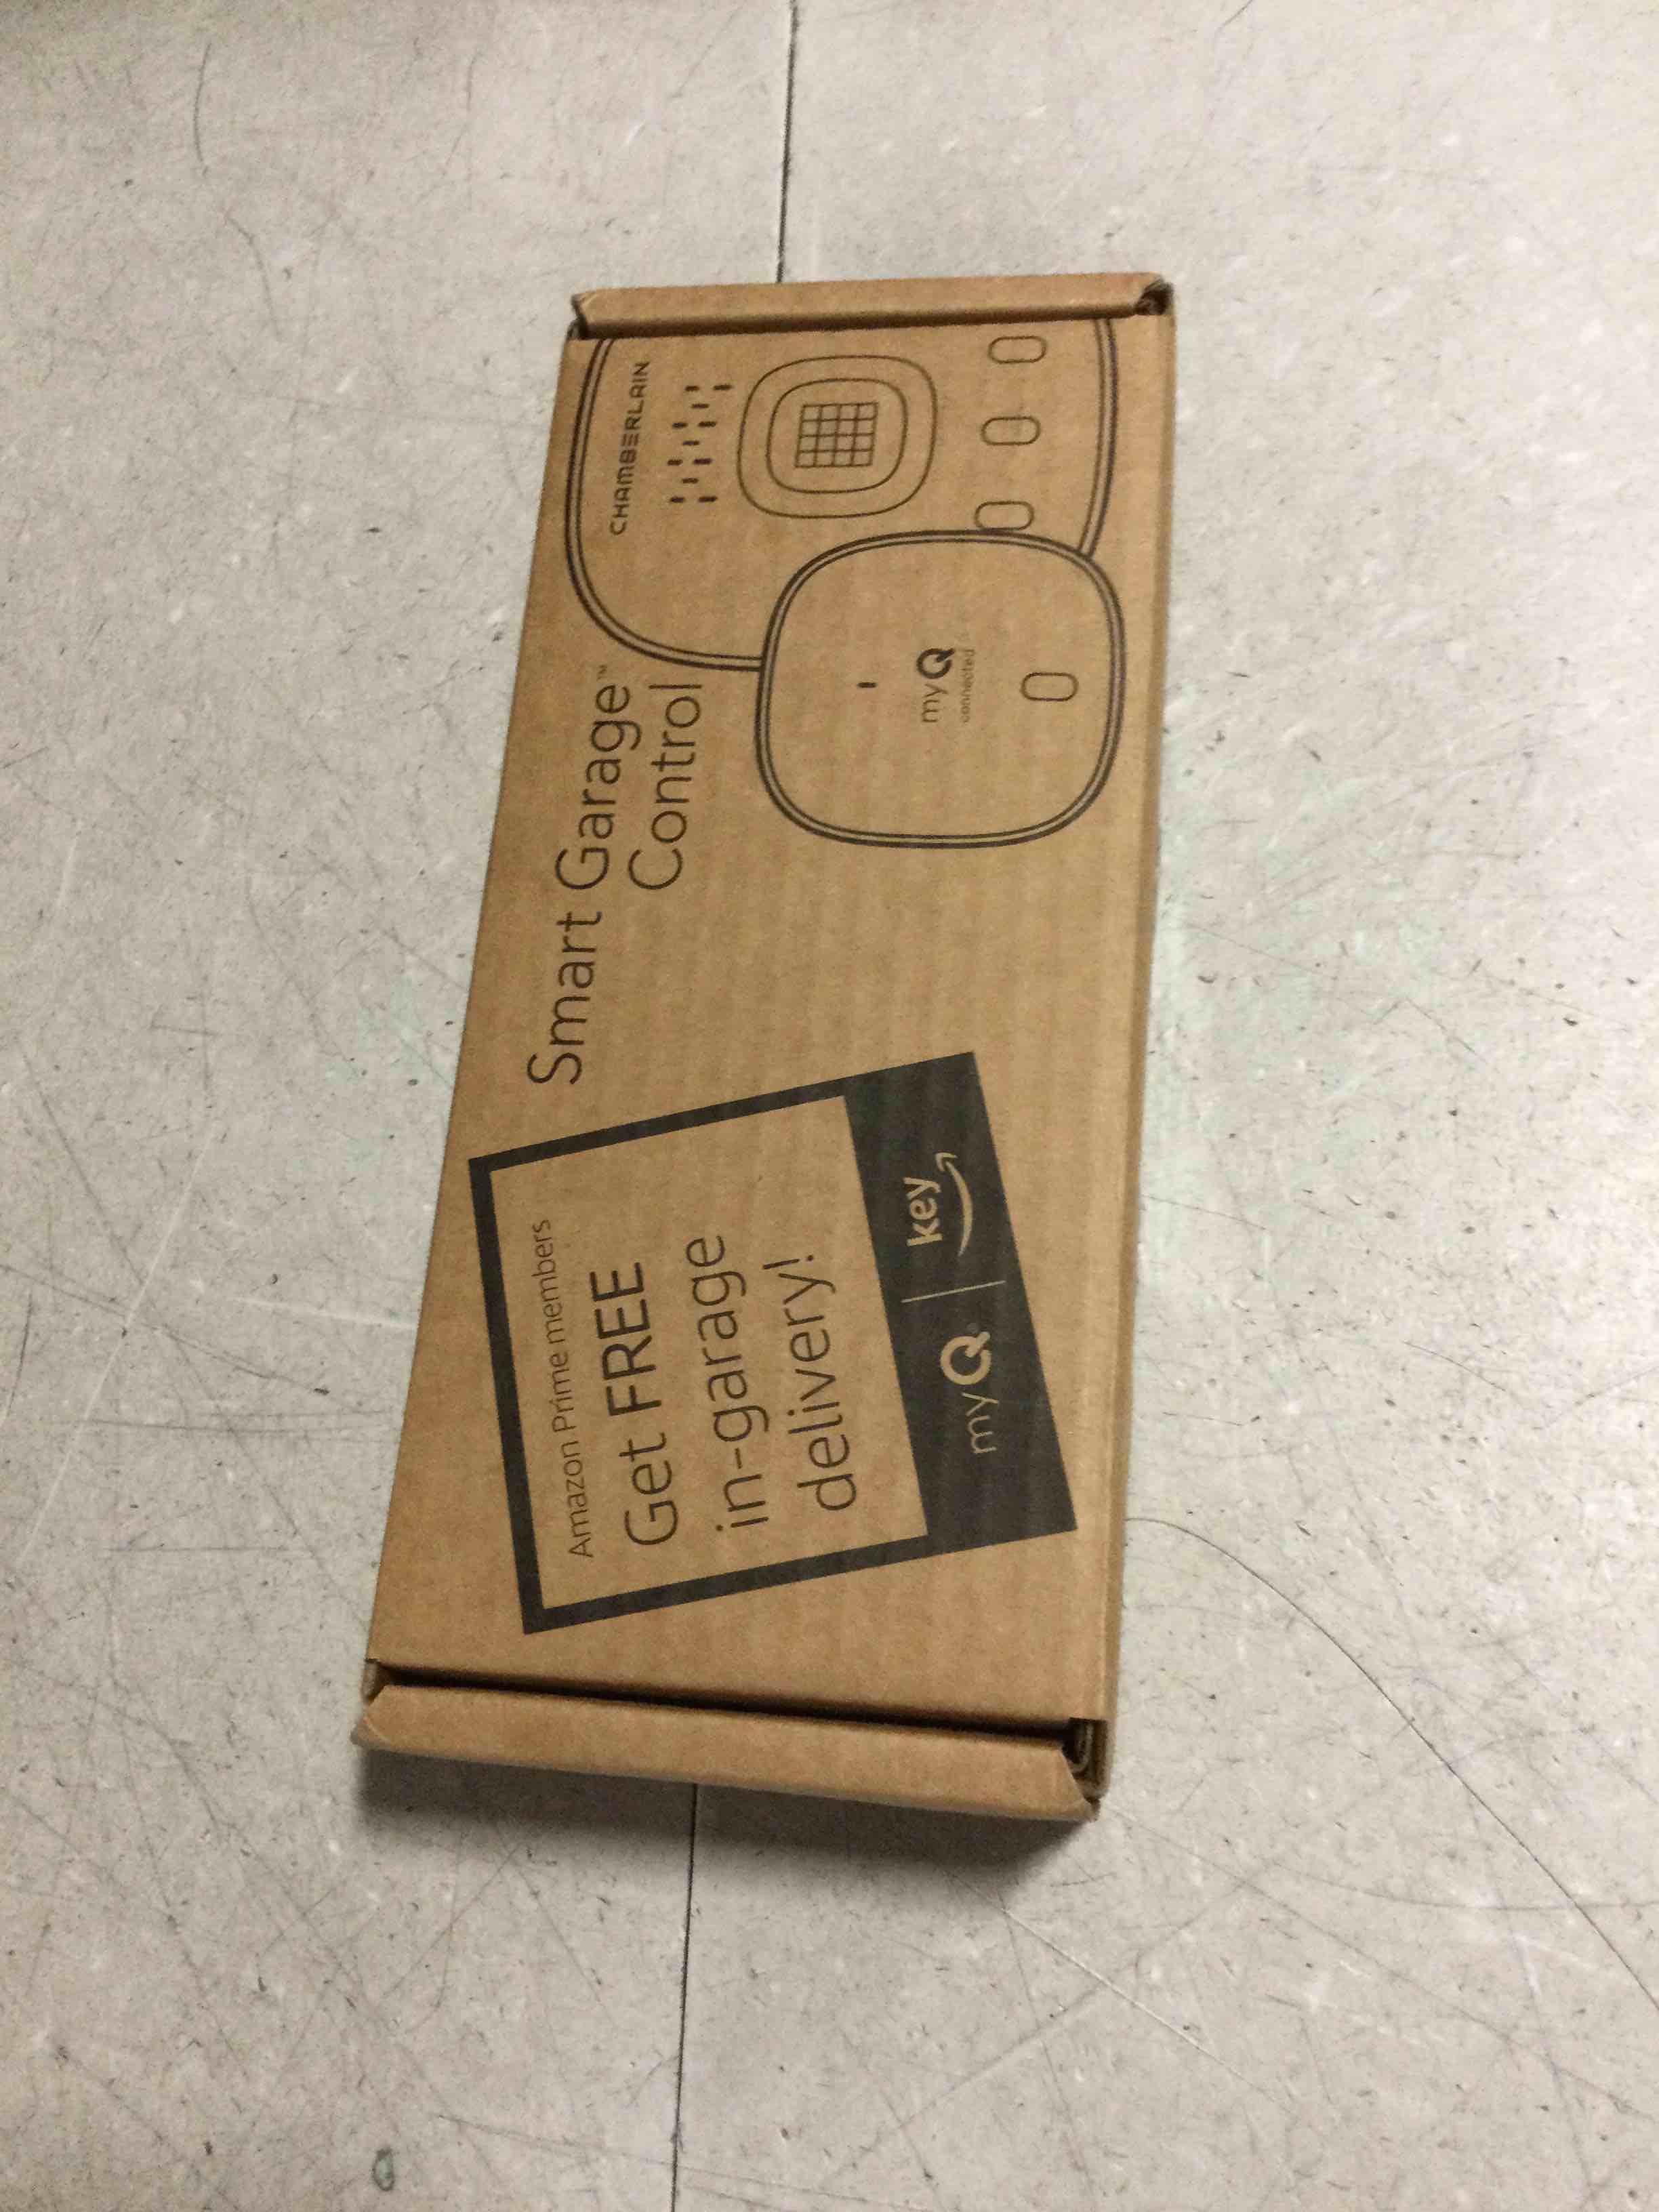 Amazon Prime members
Get FREE
in-garage
delivery!
myQ | key
Smart Garage™
Control
CHAMBERLAIN
myQ
connected